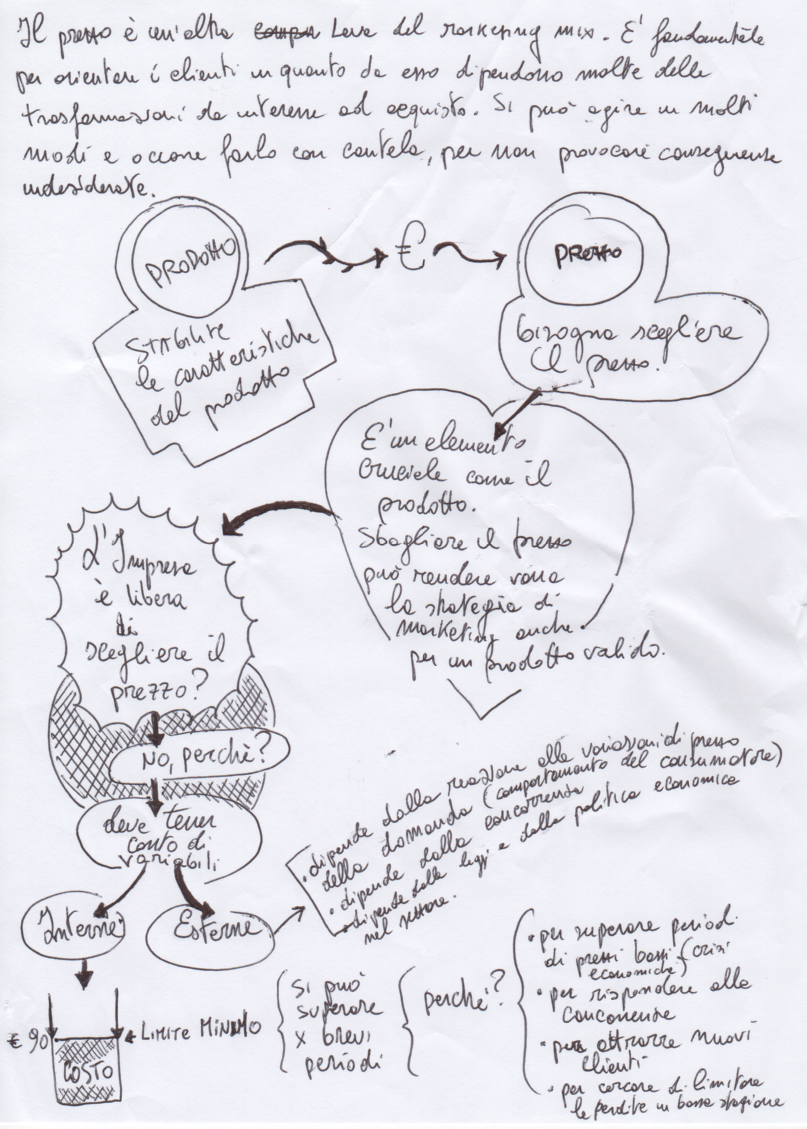 Il prezzo è un'altra leva del marketing mix. E' fondamentale
per orientare i clienti in quanto da esso dipendono molte delle
trasformazioni da interesse ad acquisto. Si può agire in molti
modi e occorre farlo con cautela, per non provocare conseguenze
indesiderate.
PRODOTTO
€
PREZZO
Stabilire
le caratteristiche
del prodotto
bisogna scegliere
il prezzo.
E' un elemento
cruciale come il
prodotto.
Sbagliare il prezzo
può rendere vana
la strategia di
marketing anche
per un prodotto valido.
L'Impresa
è libera
di
scegliere il
prezzo?
NO, perchè?
deve tener
conto di
variabili
Interne
Esterne
• dipende dalla reazione alle variazioni di prezzo
della domanda (comportamento del consumatore)
• dipende dalla concorrenza
• dipende dalle leggi e dalla politica economica
nel settore.
€ 90
COSTO
LIMITE MINIMO
si può
superare
x brevi
periodi
perchè?
• per superare periodi
di prezzi bassi (crisi
economiche)
• per rispondere alla
concorrenza
• per attrarre nuovi
clienti
• per cercare di limitare
le perdite in bassa stagione